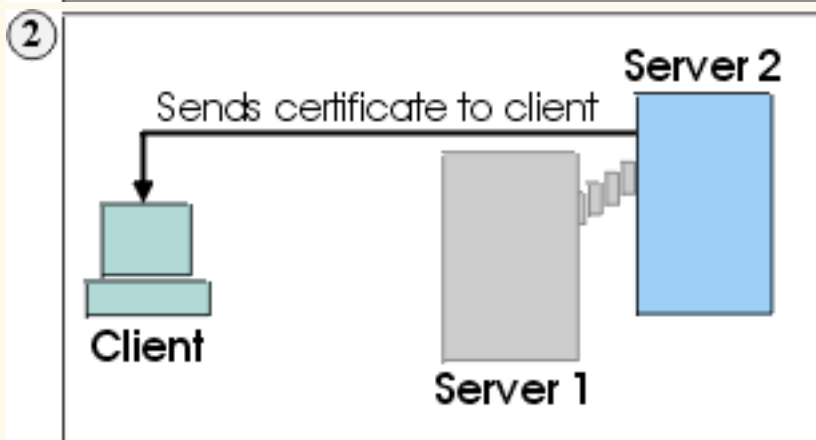 2
Server 2
Sends certificate to client
Client
Server 1